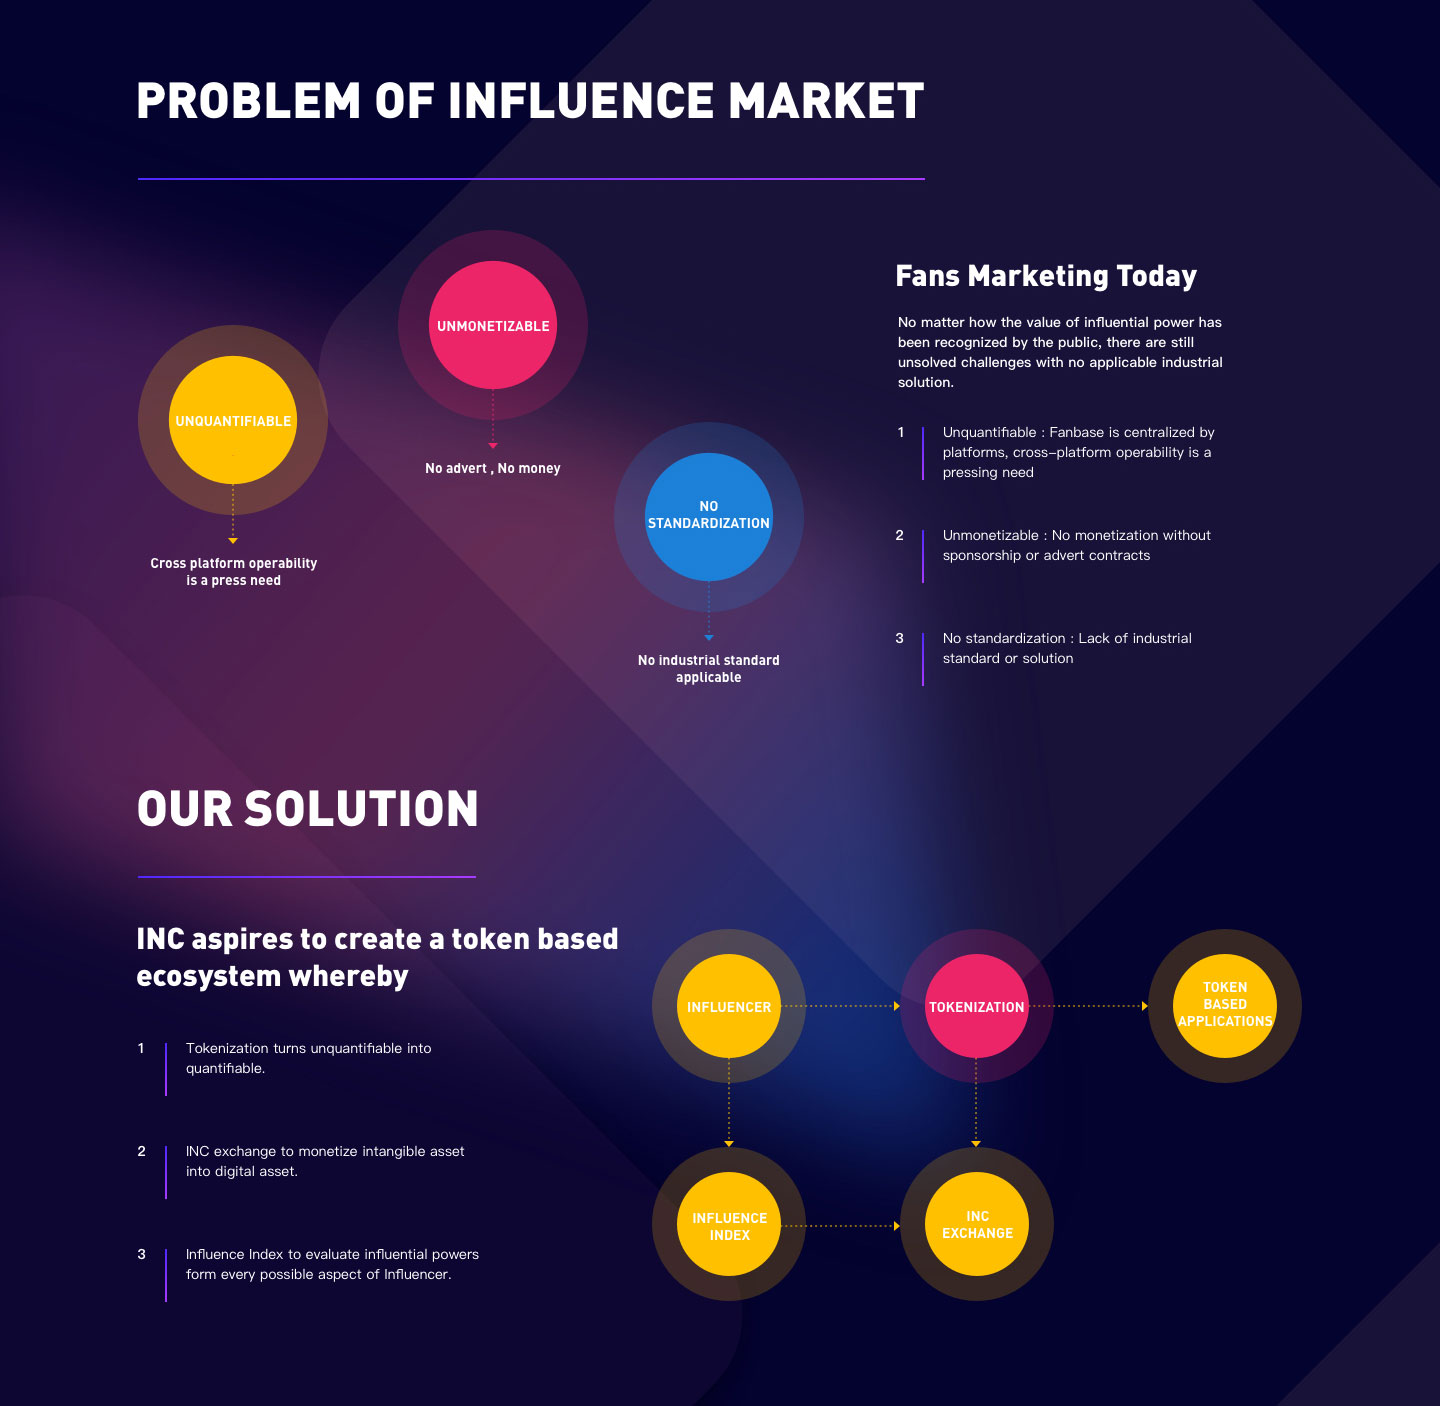 PROBLEM OF INFLUENCE MARKET
UNQUANTIFIABLE
Cross platform operability
is a press need
UNMONETIZABLE
No advert , No money
NO
STANDARDIZATION
No industrial standard
applicable
Fans Marketing Today
No matter how the value of influential power has
been recognized by the public, there are still
unsolved challenges with no applicable industrial
solution.
1 Unquantifiable : Fanbase is centralized by
platforms, cross-platform operability is a
pressing need
2 Unmonetizable : No monetization without
sponsorship or advert contracts
3 No standardization : Lack of industrial
standard or solution
OUR SOLUTION
INC aspires to create a token based
ecosystem whereby
1 Tokenization turns unquantifiable into
quantifiable.
2 INC exchange to monetize intangible asset
into digital asset.
3 Influence Index to evaluate influential powers
form every possible aspect of Influencer.
INFLUENCER
TOKENIZATION
TOKEN
BASED
APPLICATIONS
INFLUENCE
INDEX
INC
EXCHANGE